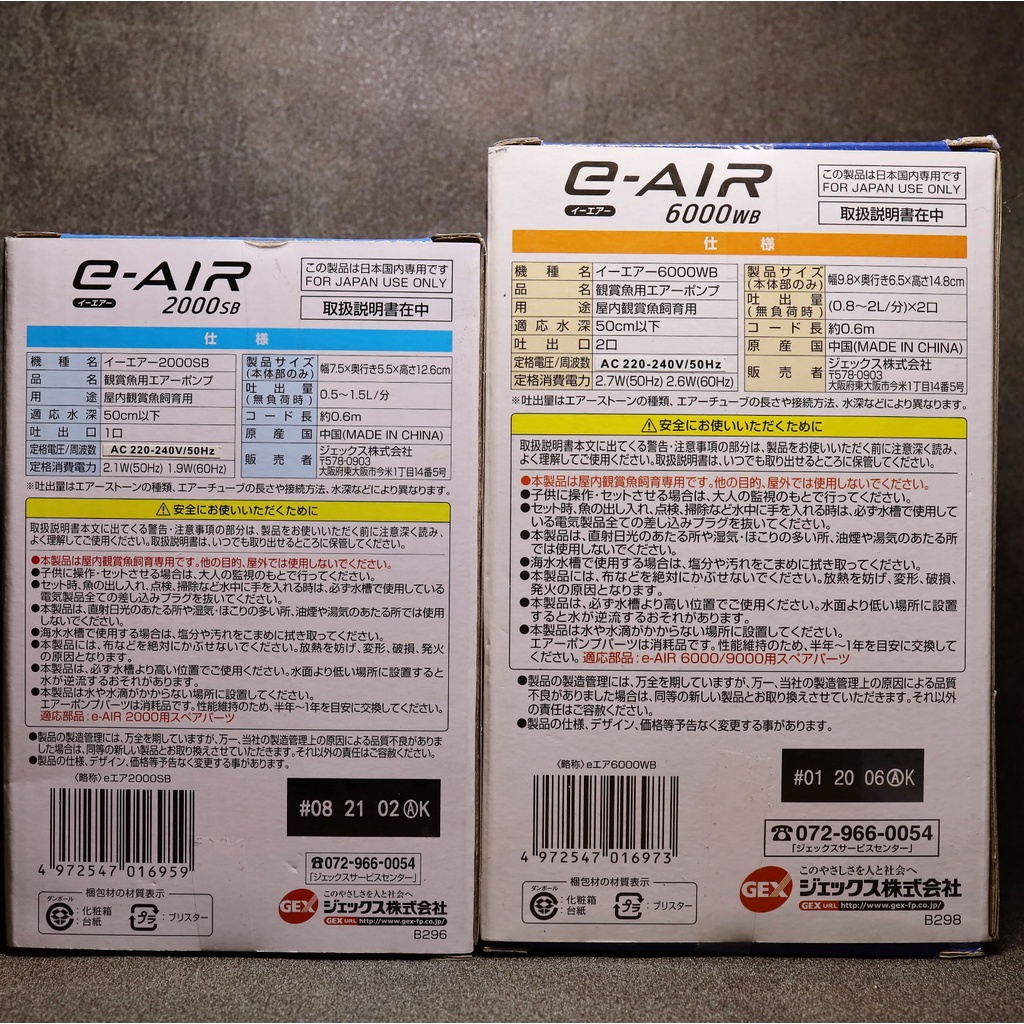 e-AIR
イーエアー
2000SB
この製品は日本国内専用です
FOR JAPAN USE ONLY
取扱説明書在中
仕様
機種名 イーエアー2000SB
品名 観賞魚用エアーポンプ
用途 屋内観賞魚飼育用
適応水深 50cm以下
吐出口 1口
定格電圧/周波数 AC 220-240V/50Hz
定格消費電力 2.1W(50Hz) 1.9W(60Hz)
製品サイズ(本体部のみ) 幅7.5×奥行き5.5×高さ12.6cm
吐出量(無負荷時) 0.5〜1.5L/分
コード長 約0.6m
原産国 中国(MADE IN CHINA)
販売者 ジェックス株式会社
〒578-0903
大阪府東大阪市今米1丁目14番5号
※吐出量はエアーストーンの種類、エアーチューブの長さや接続方法、水深などにより異なります。
⚠安全にお使いいただくために
取扱説明書本文に出てくる警告・注意事項の部分は、製品をお使いいただく前に注意深く読み、
よく理解してご使用ください。取扱説明書は、いつでも取り出せるところに保管してください。
●本製品は屋内観賞魚飼育専用です。他の目的、屋外では使用しないでください。
●子供に操作・セットさせる場合は、大人の監視のもとで行ってください。
●セット時、魚の出し入れ、点検、掃除など水中に手を入れる時は、必ず水槽で使用している
電気製品全ての差し込みプラグを抜いてください。
●本製品は、直射日光のあたる所や湿気・ほこりの多い所、油煙や湯気のあたる所では使用
しないでください。
●海水水槽で使用する場合は、塩分や汚れをこまめに拭き取ってください。
●本製品には、布などを絶対にかぶせないでください。放熱を妨げ、変形、破損、発火
の原因となります。
●本製品は、必ず水槽より高い位置でご使用ください。水面より低い場所に設置すると
水が逆流するおそれがあります。
●本製品は水や水滴がかからない場所に設置してください。
エアーポンプパーツは消耗品です。性能維持のため、半年〜1年を目安に交換してください。
適応部品：e-AIR 2000用スペアパーツ
●製品の製造管理には、万全を期していますが、万一、当社の製造管理上の原因による品質不良がありま
した場合は、同等の新しい製品とお取り換えさせていただきます。それ以外の責任はご容赦ください。
●製品の仕様、デザイン、価格等予告なく変更する事があります。
〈略称〉eエア2000SB
#08 21 02ⒶK
4 972547 016959
☎072-966-0054
「ジェックスサービスセンター」
梱包材の材質表示
ダンボール
：化粧箱
：台紙
プラ
：ブリスター
GEX
このやさしさを人と社会へ
ジェックス株式会社
GEX URL http://www.gex-fp.co.jp/
B296
e-AIR
イーエアー
6000WB
この製品は日本国内専用です
FOR JAPAN USE ONLY
取扱説明書在中
仕様
機種名 イーエアー6000WB
品名 観賞魚用エアーポンプ
用途 屋内観賞魚飼育用
適応水深 50cm以下
吐出口 2口
定格電圧/周波数 AC 220-240V/50Hz
定格消費電力 2.7W(50Hz) 2.6W(60Hz)
製品サイズ(本体部のみ) 幅9.8×奥行き6.5×高さ14.8cm
吐出量(無負荷時) (0.8〜2L/分)×2口
コード長 約0.6m
原産国 中国(MADE IN CHINA)
販売者 ジェックス株式会社
〒578-0903
大阪府東大阪市今米1丁目14番5号
※吐出量はエアーストーンの種類、エアーチューブの長さや接続方法、水深などにより異なります。
⚠安全にお使いいただくために
取扱説明書本文に出てくる警告・注意事項の部分は、製品をお使いいただく前に注意深く読み、
よく理解してご使用ください。取扱説明書は、いつでも取り出せるところに保管してください。
●本製品は屋内観賞魚飼育専用です。他の目的、屋外では使用しないでください。
●子供に操作・セットさせる場合は、大人の監視のもとで行ってください。
●セット時、魚の出し入れ、点検、掃除など水中に手を入れる時は、必ず水槽で使用して
いる電気製品全ての差し込みプラグを抜いてください。
●本製品は、直射日光のあたる所や湿気・ほこりの多い所、油煙や湯気のあたる所
では使用しないでください。
●海水水槽で使用する場合は、塩分や汚れをこまめに拭き取ってください。
●本製品には、布などを絶対にかぶせないでください。放熱を妨げ、変形、破損、
発火の原因となります。
●本製品は、必ず水槽より高い位置でご使用ください。水面より低い場所に設置
すると水が逆流するおそれがあります。
●本製品は水や水滴がかからない場所に設置してください。
エアーポンプパーツは消耗品です。性能維持のため、半年〜1年を目安に交換して
ください。適応部品：e-AIR 6000/9000用スペアパーツ
●製品の製造管理には、万全を期していますが、万一、当社の製造管理上の原因による品質
不良がありました場合は、同等の新しい製品とお取り換えさせていただきます。それ以外
の責任はご容赦ください。
●製品の仕様、デザイン、価格等予告なく変更する事があります。
〈略称〉eエア6000WB
#01 20 06ⒶK
4 972547 016973
☎072-966-0054
「ジェックスサービスセンター」
梱包材の材質表示
ダンボール
：化粧箱
：台紙
プラ
：ブリスター
GEX
このやさしさを人と社会へ
ジェックス株式会社
GEX URL http://www.gex-fp.co.jp/
B298